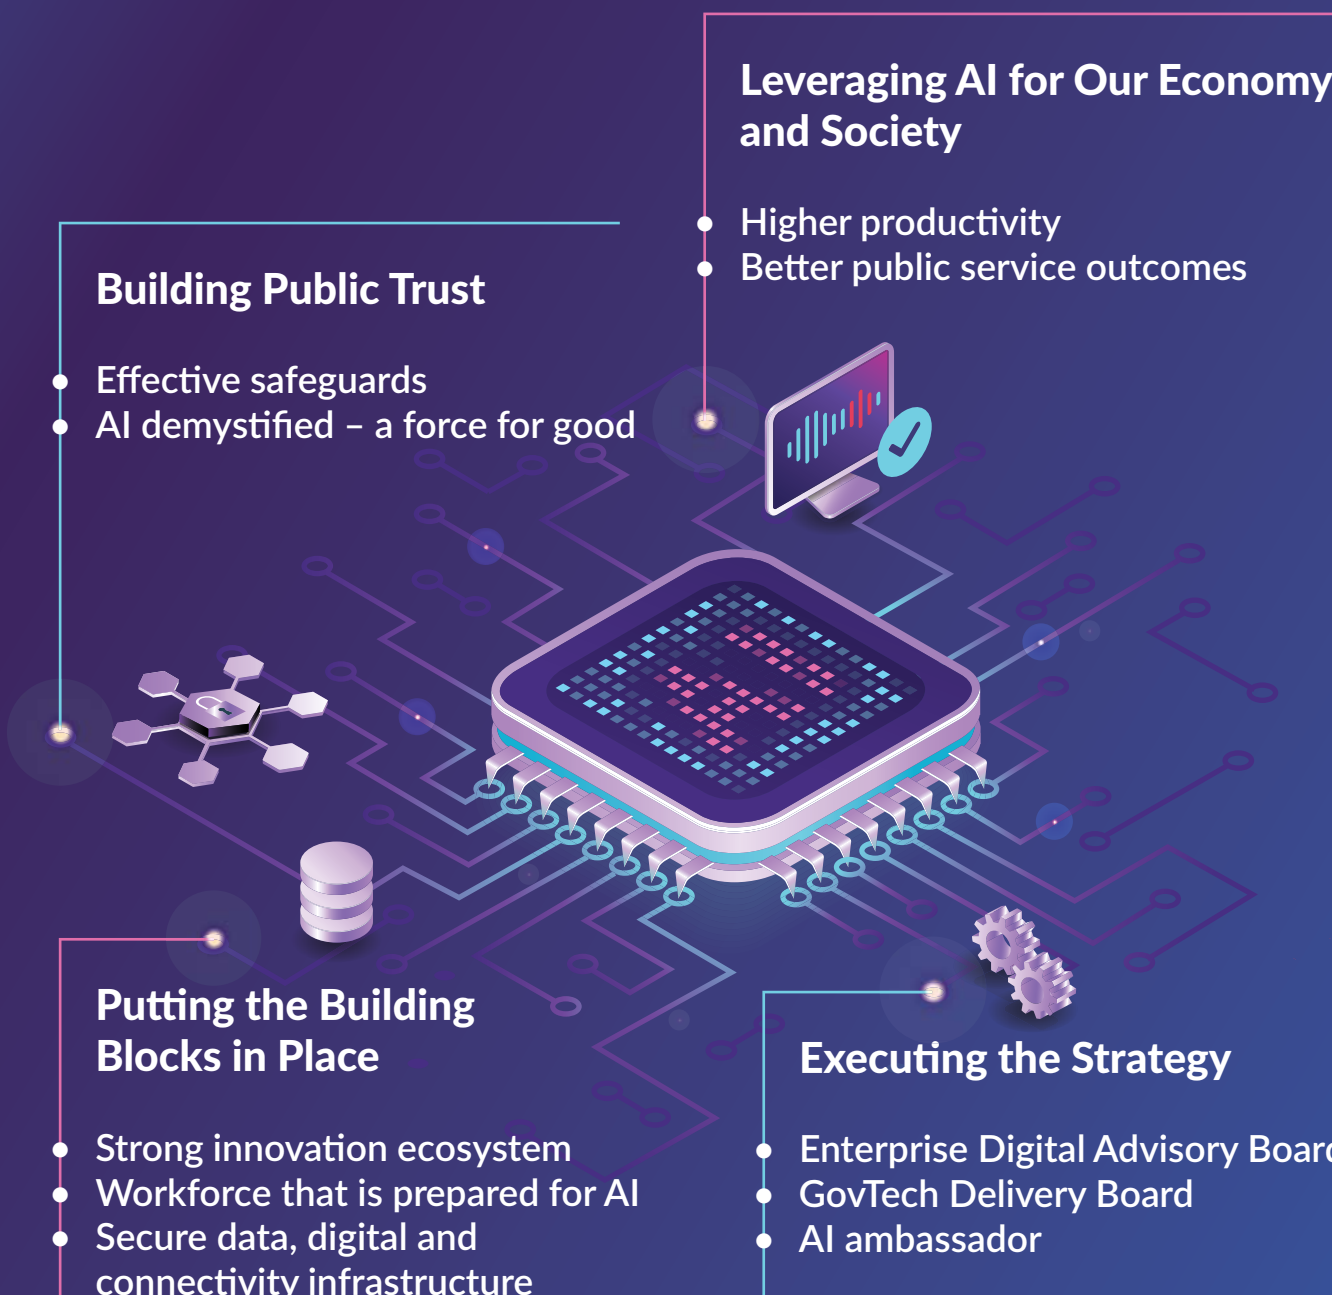 Leveraging AI for Our Economy
and Society
Higher productivity
Better public service outcomes
Building Public Trust
Effective safeguards
AI demystified – a force for good
Putting the Building
Blocks in Place
Strong innovation ecosystem
Workforce that is prepared for AI
Secure data, digital and
connectivity infrastructure
Executing the Strategy
Enterprise Digital Advisory Board
GovTech Delivery Board
AI ambassador